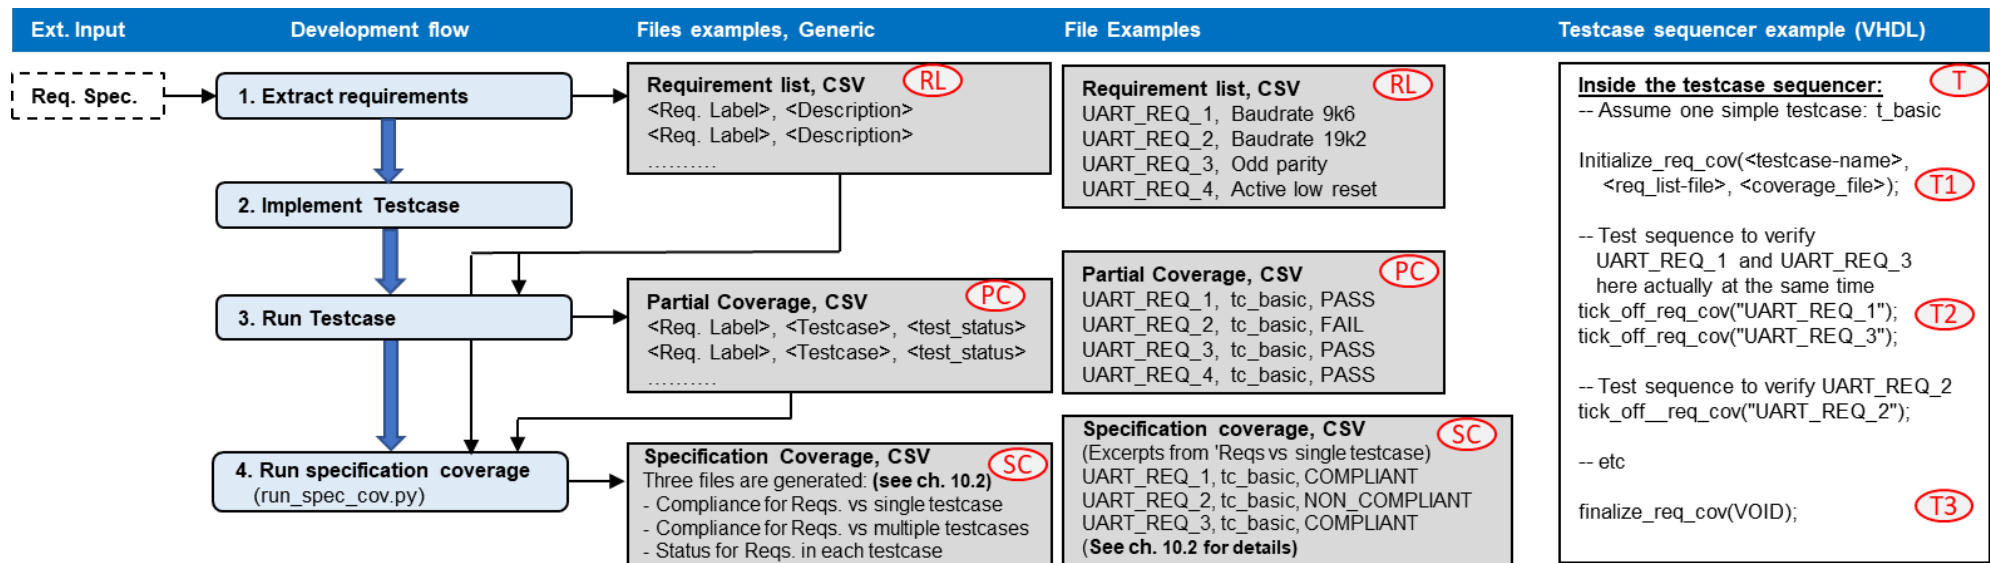 Ext. Input
Development flow
Files examples, Generic
File Examples
Testcase sequencer example (VHDL)
Req. Spec.
1. Extract requirements
2. Implement Testcase
3. Run Testcase
4. Run specification coverage
(run_spec_cov.py)
Requirement list, CSV
RL
<Req. Label>, <Description>
<Req. Label>, <Description>
..........
Partial Coverage, CSV
PC
<Req. Label>, <Testcase>, <test_status>
<Req. Label>, <Testcase>, <test_status>
..........
Specification Coverage, CSV
SC
Three files are generated: (see ch. 10.2)
- Compliance for Reqs. vs single testcase
- Compliance for Reqs. vs multiple testcases
- Status for Reqs. in each testcase
Requirement list, CSV
RL
UART_REQ_1, Baudrate 9k6
UART_REQ_2, Baudrate 19k2
UART_REQ_3, Odd parity
UART_REQ_4, Active low reset
Partial Coverage, CSV
PC
UART_REQ_1, tc_basic, PASS
UART_REQ_2, tc_basic, FAIL
UART_REQ_3, tc_basic, PASS
UART_REQ_4, tc_basic, PASS
Specification coverage, CSV
SC
(Excerpts from 'Reqs vs single testcase)
UART_REQ_1, tc_basic, COMPLIANT
UART_REQ_2, tc_basic, NON_COMPLIANT
UART_REQ_3, tc_basic, COMPLIANT
(See ch. 10.2 for details)
Inside the testcase sequencer:
T
-- Assume one simple testcase: t_basic
Initialize_req_cov(<testcase-name>,
<req_list-file>, <coverage_file>);
T1
-- Test sequence to verify
UART_REQ_1 and UART_REQ_3
here actually at the same time
tick_off_req_cov("UART_REQ_1");
T2
tick_off_req_cov("UART_REQ_3");
-- Test sequence to verify UART_REQ_2
tick_off__req_cov("UART_REQ_2");
-- etc
finalize_req_cov(VOID);
T3